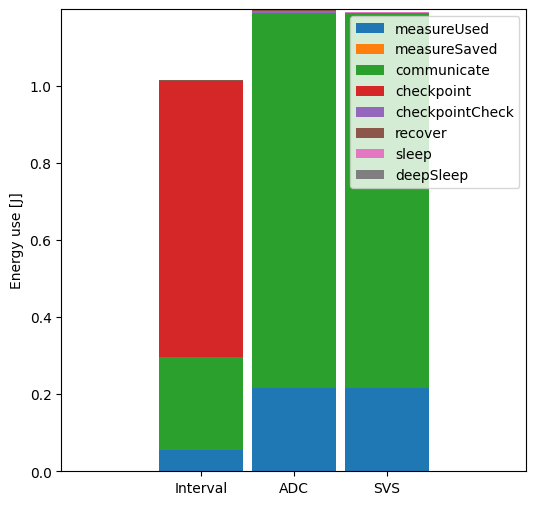 measureUsed
measureSaved
communicate
checkpoint
checkpointCheck
recover
sleep
deepSleep
Energy use [J]
1.0
0.8
0.6
0.4
0.2
0.0
Interval
ADC
SVS